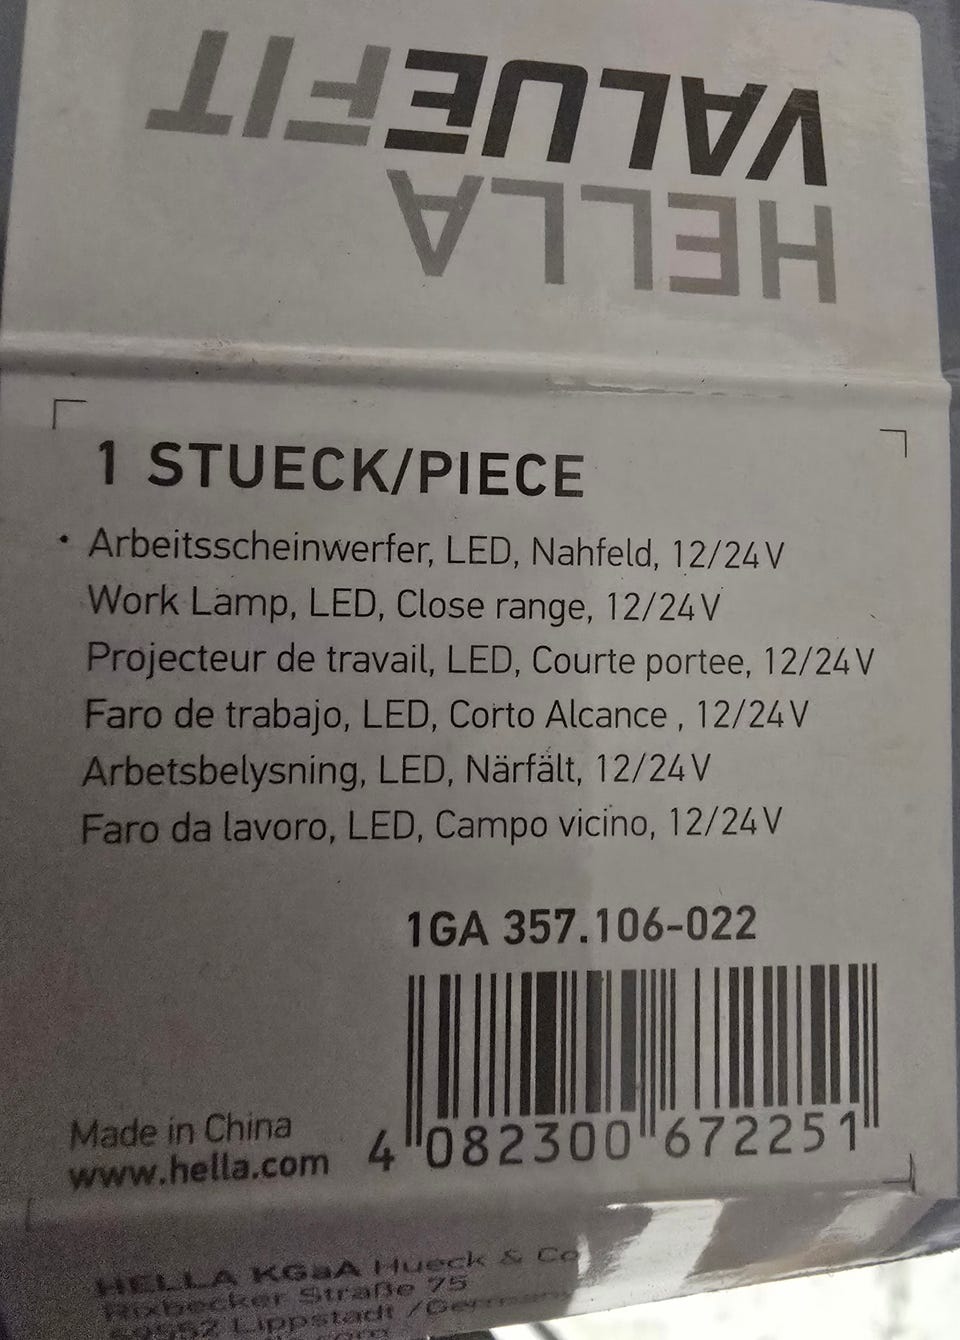 HELLA
VALUEFIT
1 STUECK/PIECE
· Arbeitsscheinwerfer, LED, Nahfeld, 12/24V
Work Lamp, LED, Close range, 12/24V
Projecteur de travail, LED, Courte portee, 12/24V
Faro de trabajo, LED, Corto Alcance , 12/24V
Arbetsbelysning, LED, Närfält, 12/24V
Faro da lavoro, LED, Campo vicino, 12/24V
1GA 357.106-022
Made in China
www.hella.com
4 082300 672251
HELLA KGaA Hueck & Co
Rixbecker Straße 75
59552 Lippstadt /Germany